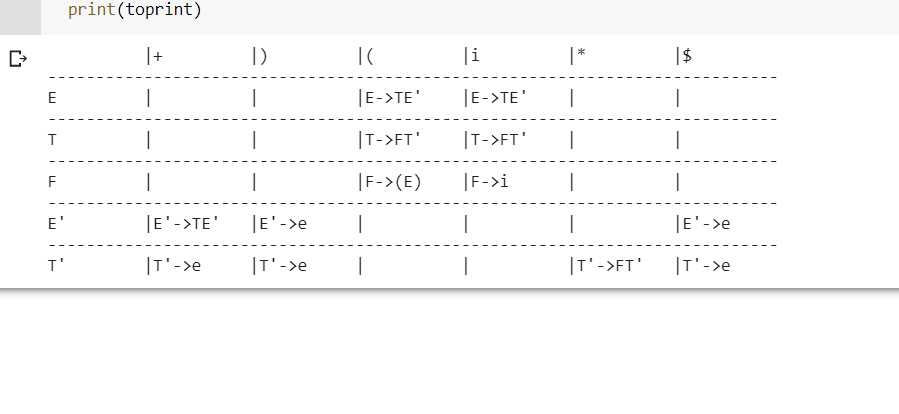 print(toprint)
|+ |) |( |i |* |$
--------------------------------------------------------------------------
E | | |E->TE' |E->TE' | |
--------------------------------------------------------------------------
T | | |T->FT' |T->FT' | |
--------------------------------------------------------------------------
F | | |F->(E) |F->i | |
--------------------------------------------------------------------------
E' |E'->TE' |E'->e | | | |E'->e
--------------------------------------------------------------------------
T' |T'->e |T'->e | | |T'->FT' |T'->e